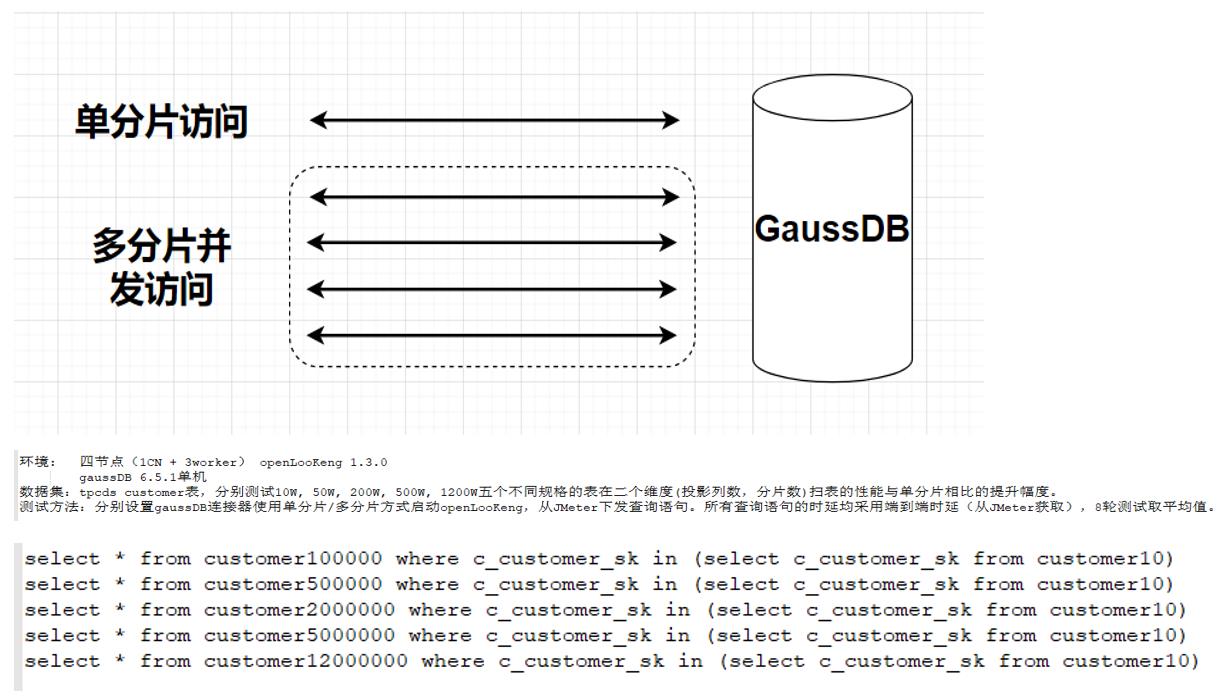 单分片访问
多分片并
发访问
GaussDB
环境： 四节点（1CN + 3worker） openLooKeng 1.3.0
gaussDB 6.5.1单机
数据集：tpcds customer表，分别测试10W, 50W, 200W, 500W, 1200W五个不同规格的表在二个维度(投影列数，分片数)扫表的性能与单分片相比的提升幅度。
测试方法：分别设置gaussDB连接器使用单分片/多分片方式启动openLooKeng，从JMeter下发查询语句。所有查询语句的时延均采用端到端时延（从JMeter获取），8轮测试取平均值。
select * from customer100000 where c_customer_sk in (select c_customer_sk from customer10)
select * from customer500000 where c_customer_sk in (select c_customer_sk from customer10)
select * from customer2000000 where c_customer_sk in (select c_customer_sk from customer10)
select * from customer5000000 where c_customer_sk in (select c_customer_sk from customer10)
select * from customer12000000 where c_customer_sk in (select c_customer_sk from customer10)